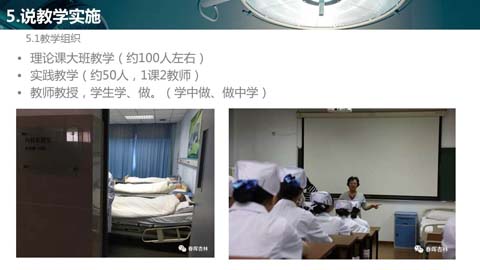 5.说教学实施
5.1教学组织
• 理论课大班教学（约100人左右）
• 实践教学（约50人，1课2教师）
• 教师教授，学生学、做。（学中做、做中学）
春晖杏林
春晖杏林